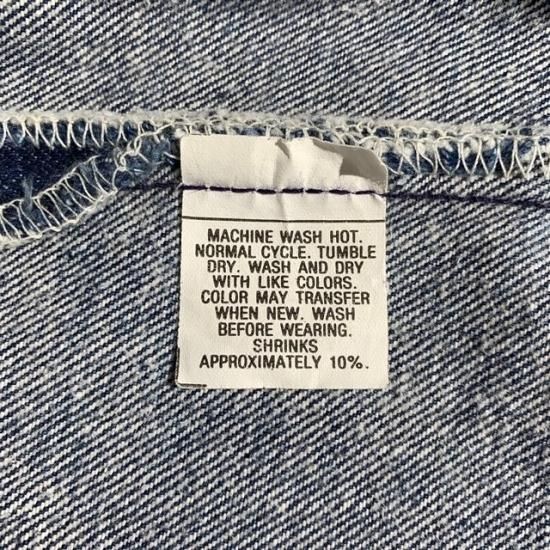 MACHINE WASH HOT.
NORMAL CYCLE. TUMBLE
DRY. WASH AND DRY
WITH LIKE COLORS.
COLOR MAY TRANSFER
WHEN NEW. WASH
BEFORE WEARING.
SHRINKS
APPROXIMATELY 10%.